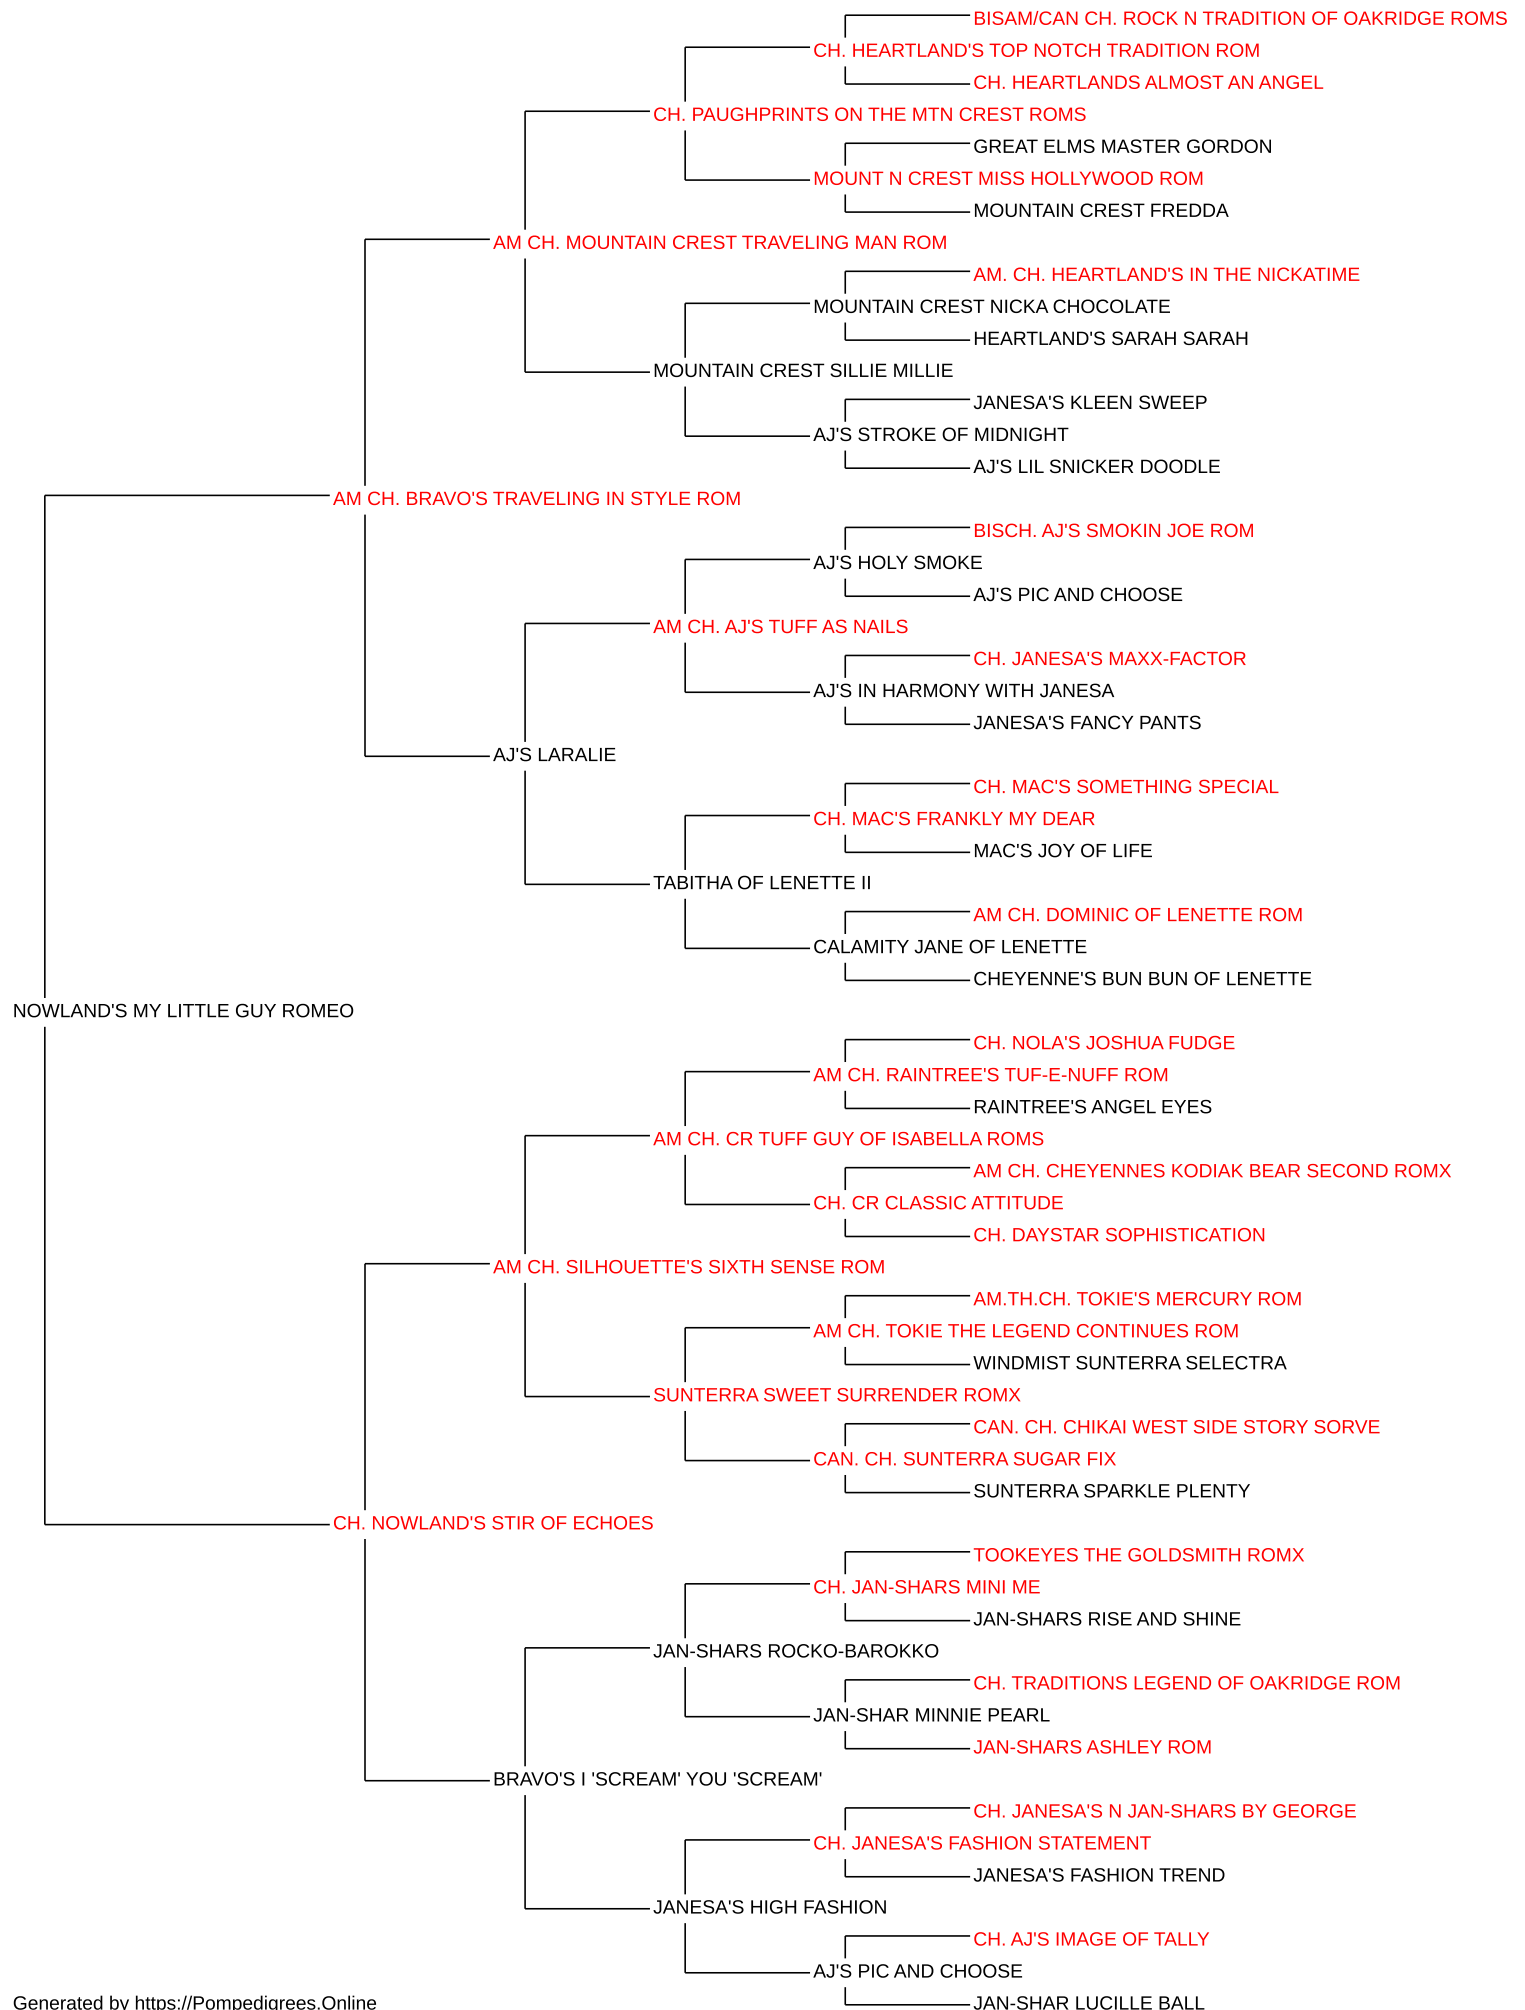 BISAM/CAN CH. ROCK N TRADITION OF OAKRIDGE ROMS
CH. HEARTLAND'S TOP NOTCH TRADITION ROM
CH. HEARTLANDS ALMOST AN ANGEL
CH. PAUGHPRINTS ON THE MTN CREST ROMS
GREAT ELMS MASTER GORDON
MOUNT N CREST MISS HOLLYWOOD ROM
MOUNTAIN CREST FREDDA
AM CH. MOUNTAIN CREST TRAVELING MAN ROM
AM. CH. HEARTLAND'S IN THE NICKATIME
MOUNTAIN CREST NICKA CHOCOLATE
HEARTLAND'S SARAH SARAH
MOUNTAIN CREST SILLIE MILLIE
JANESA'S KLEEN SWEEP
AJ'S STROKE OF MIDNIGHT
AJ'S LIL SNICKER DOODLE
AM CH. BRAVO'S TRAVELING IN STYLE ROM
BISCH. AJ'S SMOKIN JOE ROM
AJ'S HOLY SMOKE
AJ'S PIC AND CHOOSE
AM CH. AJ'S TUFF AS NAILS
CH. JANESA'S MAXX-FACTOR
AJ'S IN HARMONY WITH JANESA
JANESA'S FANCY PANTS
AJ'S LARALIE
CH. MAC'S SOMETHING SPECIAL
CH. MAC'S FRANKLY MY DEAR
MAC'S JOY OF LIFE
TABITHA OF LENETTE II
AM CH. DOMINIC OF LENETTE ROM
CALAMITY JANE OF LENETTE
CHEYENNE'S BUN BUN OF LENETTE
NOWLAND'S MY LITTLE GUY ROMEO
CH. NOLA'S JOSHUA FUDGE
AM CH. RAINTREE'S TUF-E-NUFF ROM
RAINTREE'S ANGEL EYES
AM CH. CR TUFF GUY OF ISABELLA ROMS
AM CH. CHEYENNES KODIAK BEAR SECOND ROMX
CH. CR CLASSIC ATTITUDE
CH. DAYSTAR SOPHISTICATION
AM CH. SILHOUETTE'S SIXTH SENSE ROM
AM.TH.CH. TOKIE'S MERCURY ROM
AM CH. TOKIE THE LEGEND CONTINUES ROM
WINDMIST SUNTERRA SELECTRA
SUNTERRA SWEET SURRENDER ROMX
CAN. CH. CHIKAI WEST SIDE STORY SORVE
CAN. CH. SUNTERRA SUGAR FIX
SUNTERRA SPARKLE PLENTY
CH. NOWLAND'S STIR OF ECHOES
TOOKEYES THE GOLDSMITH ROMX
CH. JAN-SHARS MINI ME
JAN-SHARS RISE AND SHINE
JAN-SHARS ROCKO-BAROKKO
CH. TRADITIONS LEGEND OF OAKRIDGE ROM
JAN-SHAR MINNIE PEARL
JAN-SHARS ASHLEY ROM
BRAVO'S I 'SCREAM' YOU 'SCREAM'
CH. JANESA'S N JAN-SHARS BY GEORGE
CH. JANESA'S FASHION STATEMENT
JANESA'S FASHION TREND
JANESA'S HIGH FASHION
CH. AJ'S IMAGE OF TALLY
AJ'S PIC AND CHOOSE
JAN-SHAR LUCILLE BALL
Generated by https://Pompedigrees.Online